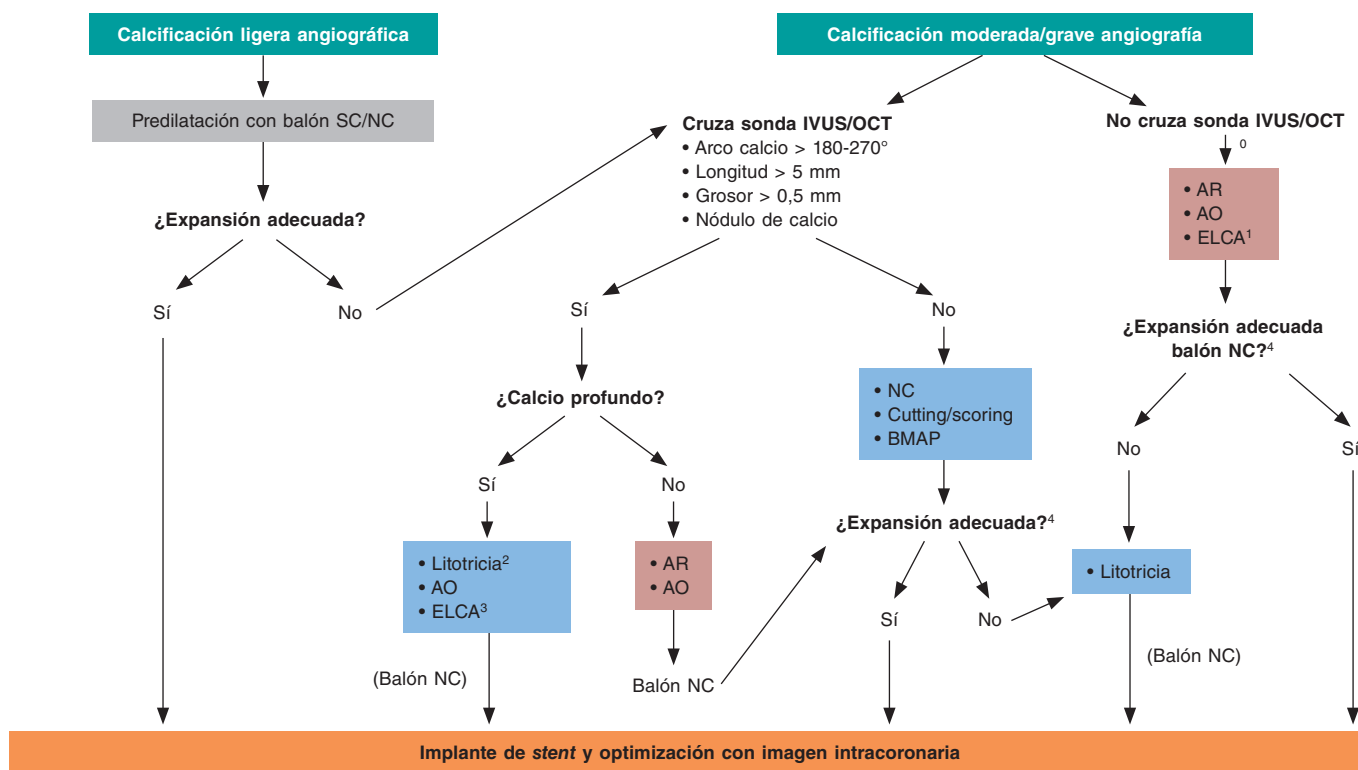 Calcificación ligera angiográfica
Calcificación moderada/grave angiografía
Predilatación con balón SC/NC
¿Expansión adecuada?
Sí
No
Cruza sonda IVUS/OCT
• Arco calcio > 180-270°
• Longitud > 5 mm
• Grosor > 0,5 mm
• Nódulo de calcio
No cruza sonda IVUS/OCT
0
• AR
• AO
• ELCA¹
Sí
No
¿Calcio profundo?
Sí
No
• Litotricia²
• AO
• ELCA³
(Balón NC)
• AR
• AO
Balón NC
• NC
• Cutting/scoring
• BMAP
¿Expansión adecuada?⁴
Sí
No
¿Expansión adecuada
balón NC?⁴
No
Sí
• Litotricia
(Balón NC)
Implante de stent y optimización con imagen intracoronaria